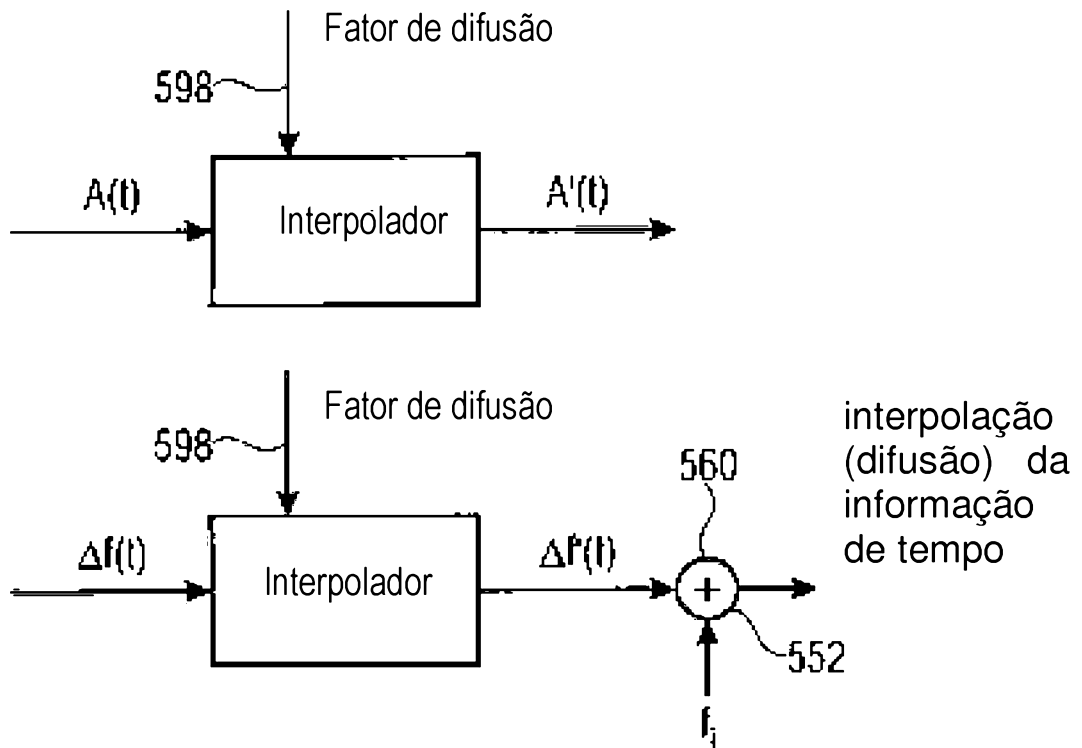 Fator de difusão
598
A(t)
Interpolador
A'(t)
Fator de difusão
598
Δf(t)
Interpolador
Δf'(t)
560
+
552
fi
interpolação
(difusão) da
informação
de tempo